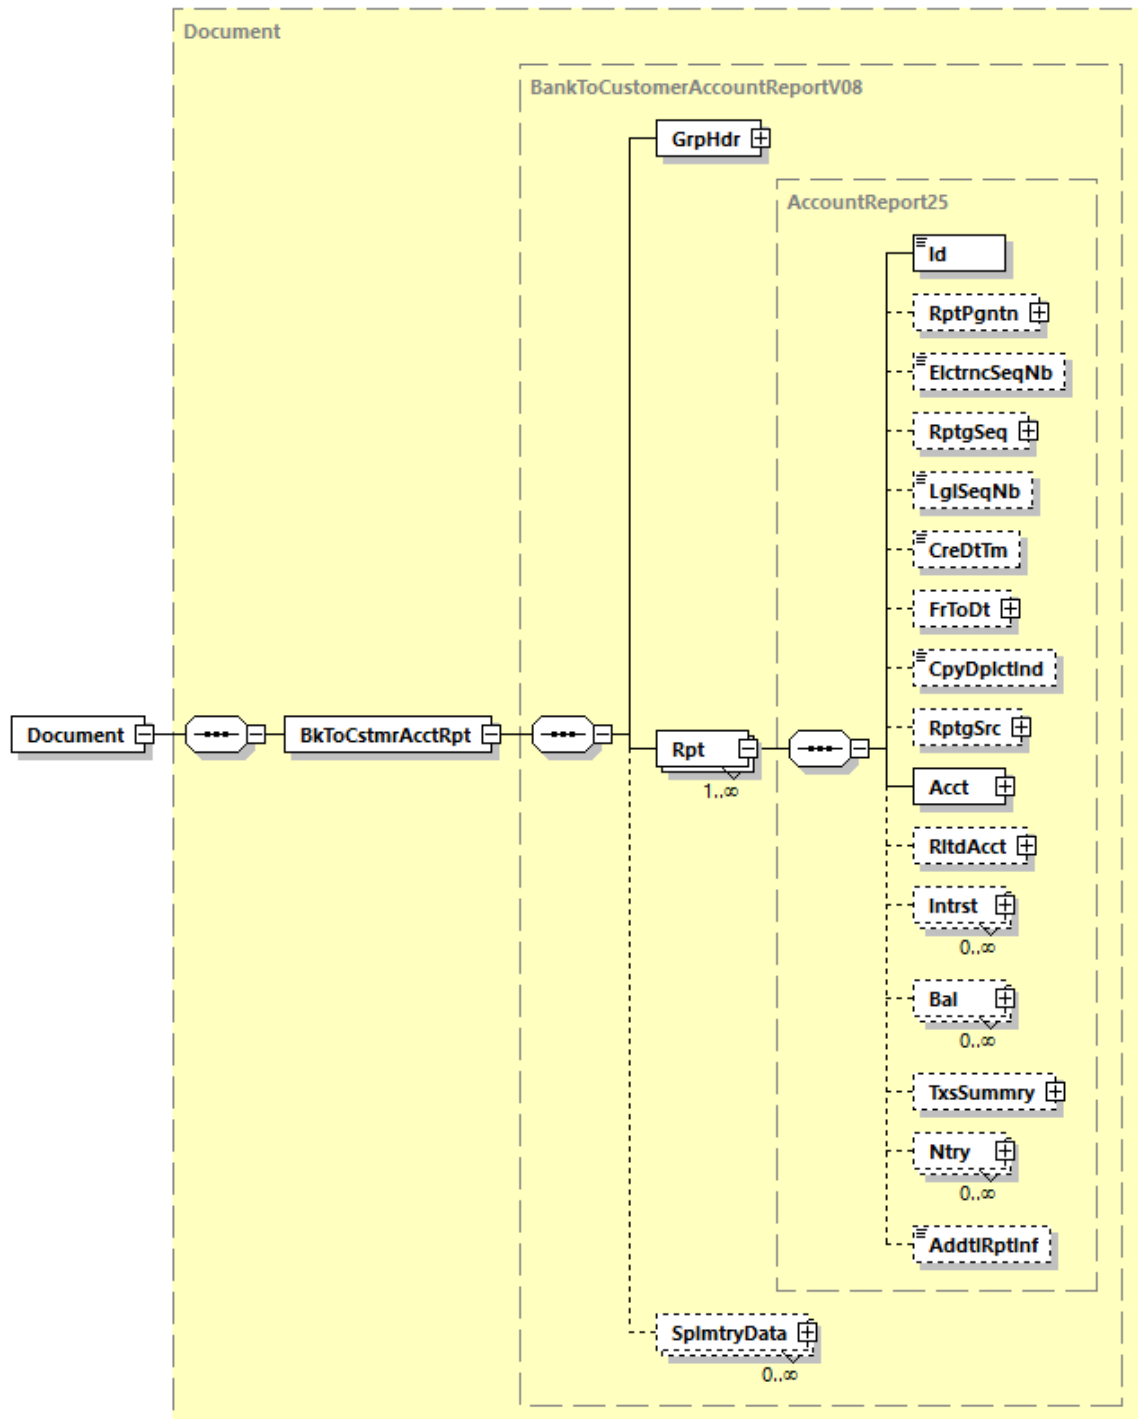 Document
BankToCustomerAccountReportV08
GrpHdr
AccountReport25
Id
RptPgntn
ElctrncSeqNb
RptgSeq
LglSeqNb
CreDtTm
FrToDt
CpyDplctInd
RptgSrc
Document
BkToCstmrAcctRpt
Rpt
1..∞
Acct
RltdAcct
Intrst
0..∞
Bal
0..∞
TxsSummry
Ntry
0..∞
AddtlRptInf
SplmtryData
0..∞